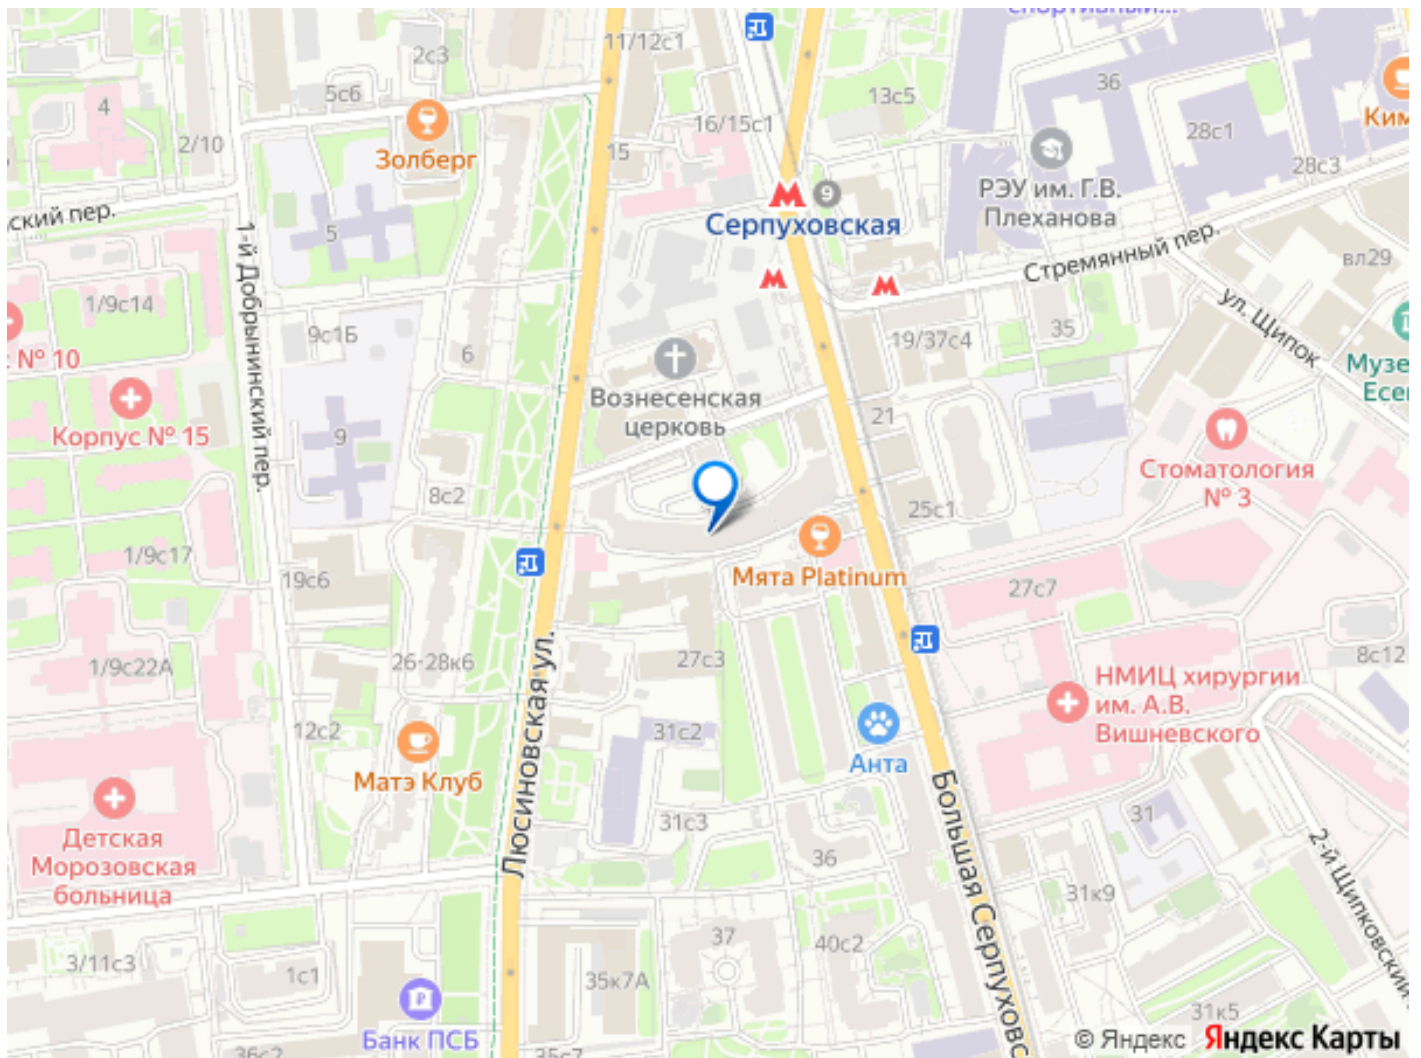 спортивный...
11/12с1
2с3
36
5с6
13с5
4
Ким
16/15с1
28с1
2/10
15
Золберг
28с3
РЭУ им. Г.В.
Плеханова
ский пер.
Серпуховская
5
Стремянный пер.
вл29
1-й Добрынинский пер.
1/9с14
ул. Щипок
9с1Б
35
19/37с4
6
с № 10
Музе
Есе
Вознесенская
церковь
21
Корпус № 15
9
Стоматология
№ 3
8с2
25с1
1/9с17
Мята Platinum
19с6
27с7
Люсиновская ул.
27с3
8с12
26-28к6
1/9с22А
НМИЦ хирургии
им. А.В.
Вишневского
12с2
31с2
Анта
Матэ Клуб
Большая Серпуховс
31
31с3
2-й Щипковский
Детская
Морозовская
больница
36
31к9
37
40с2
3/11с3
1с1
35к7А
31к5
Банк ПСБ
36с2
35с7
© Яндекс Яндекс Карты